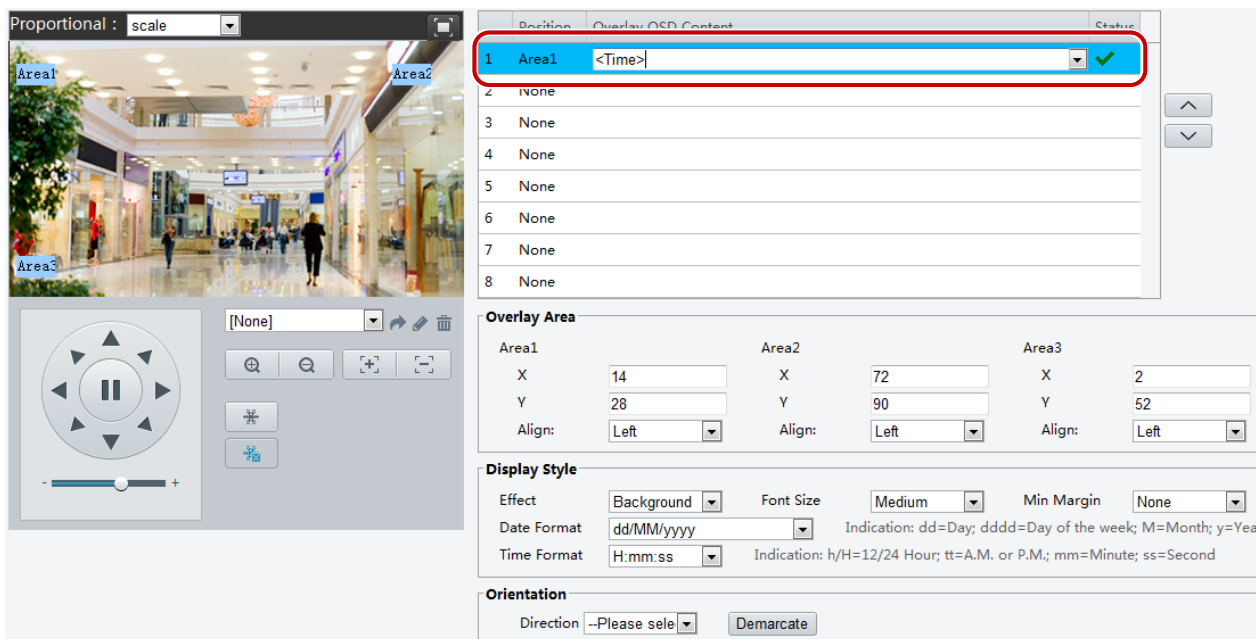 Proportional : scale
Area1
Area2
Area3
[None]
- +
Position Overlay OSD Content Status
1 Area1 <Time>
2 None
3 None
4 None
5 None
6 None
7 None
8 None
Overlay Area
Area1 Area2 Area3
X 14 X 72 X 2
Y 28 Y 90 Y 52
Align: Left Align: Left Align: Left
Display Style
Effect Background Font Size Medium Min Margin None
Date Format dd/MM/yyyy Indication: dd=Day; dddd=Day of the week; M=Month; y=Yea
Time Format H:mm:ss Indication: h/H=12/24 Hour; tt=A.M. or P.M.; mm=Minute; ss=Second
Orientation
Direction --Please sele Demarcate